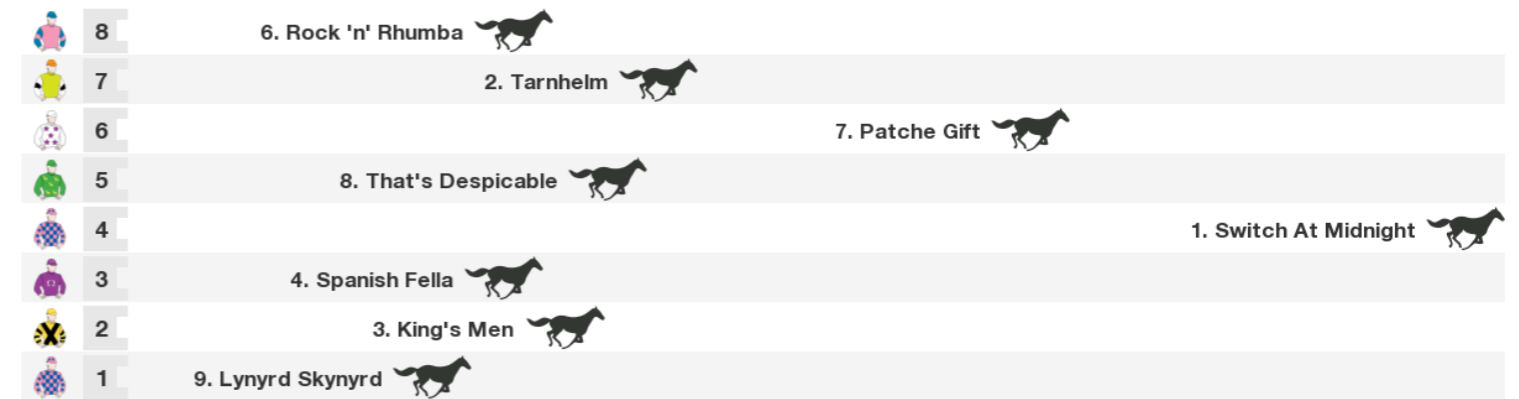 8 6. Rock 'n' Rhumba
7 2. Tarnhelm
6 7. Patche Gift
5 8. That's Despicable
4 1. Switch At Midnight
3 4. Spanish Fella
2 3. King's Men
1 9. Lynyrd Skynyrd